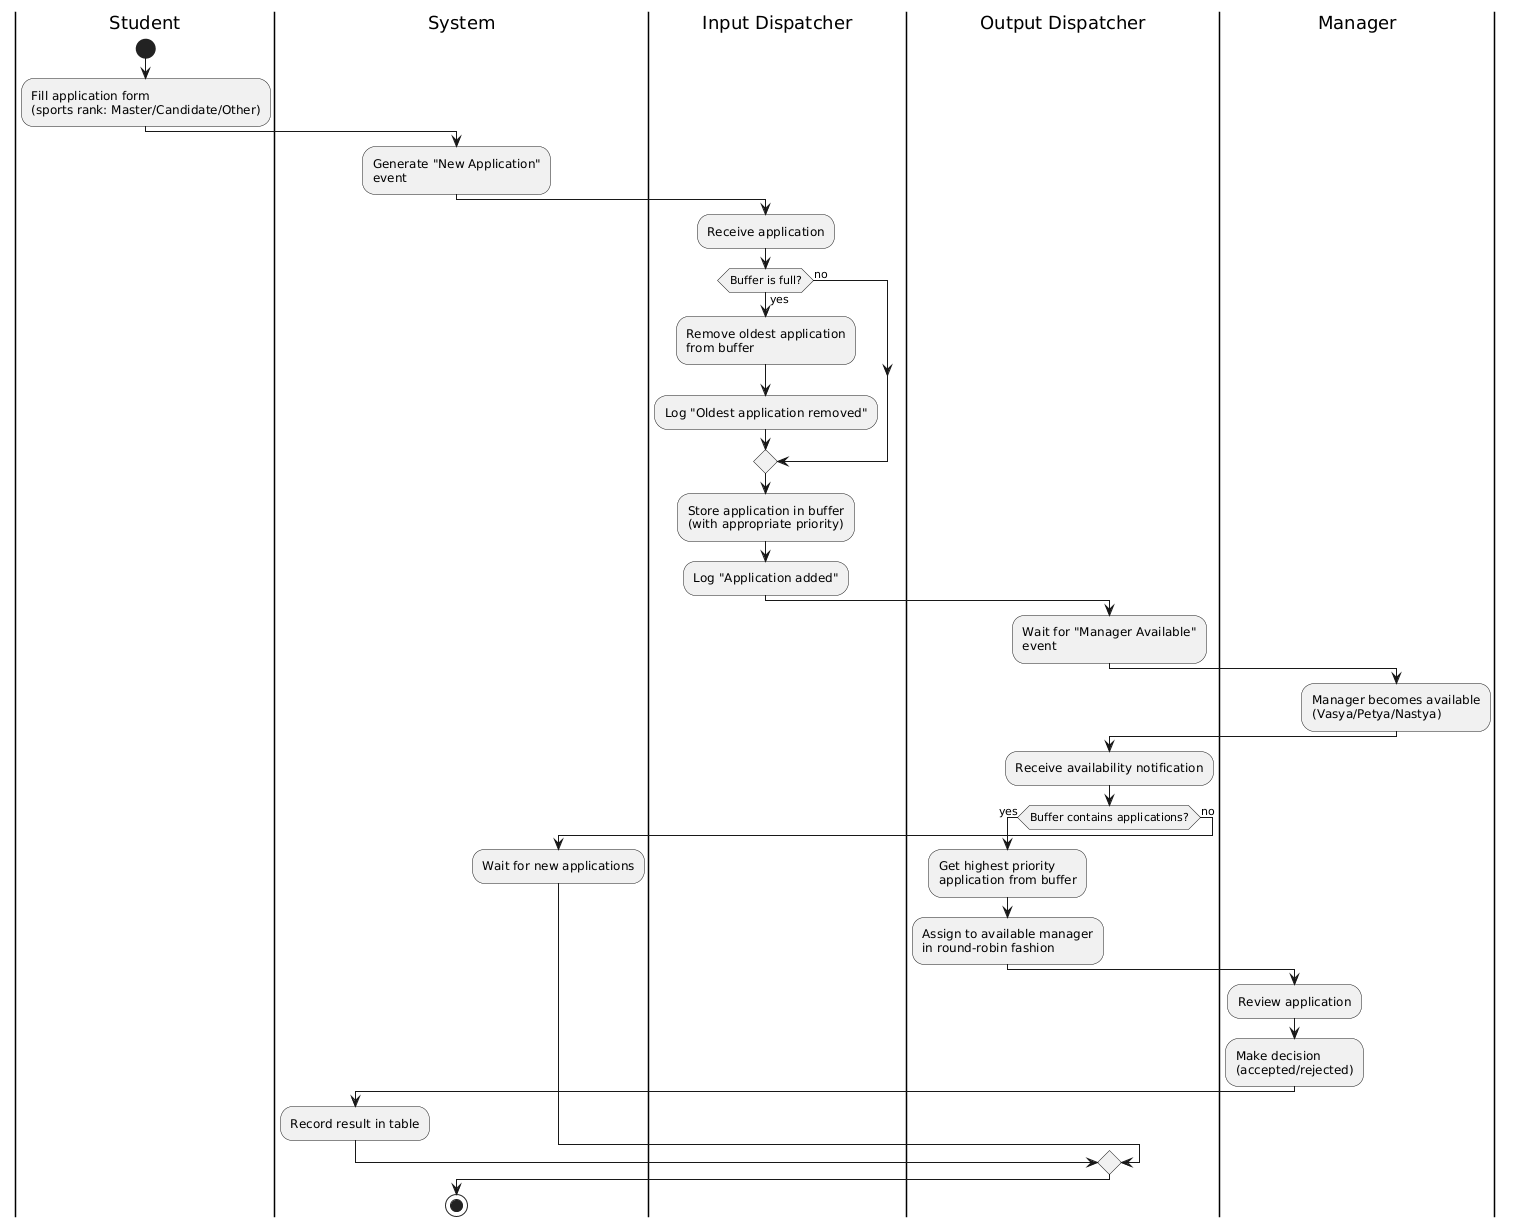 Student
System
Input Dispatcher
Output Dispatcher
Manager
Fill application form
(sports rank: Master/Candidate/Other)
Generate "New Application"
event
Receive application
Buffer is full?
no
yes
Remove oldest application
from buffer
Log "Oldest application removed"
Store application in buffer
(with appropriate priority)
Log "Application added"
Wait for "Manager Available"
event
Manager becomes available
(Vasya/Petya/Nastya)
Receive availability notification
yes
Buffer contains applications?
no
Wait for new applications
Get highest priority
application from buffer
Assign to available manager
in round-robin fashion
Review application
Make decision
(accepted/rejected)
Record result in table